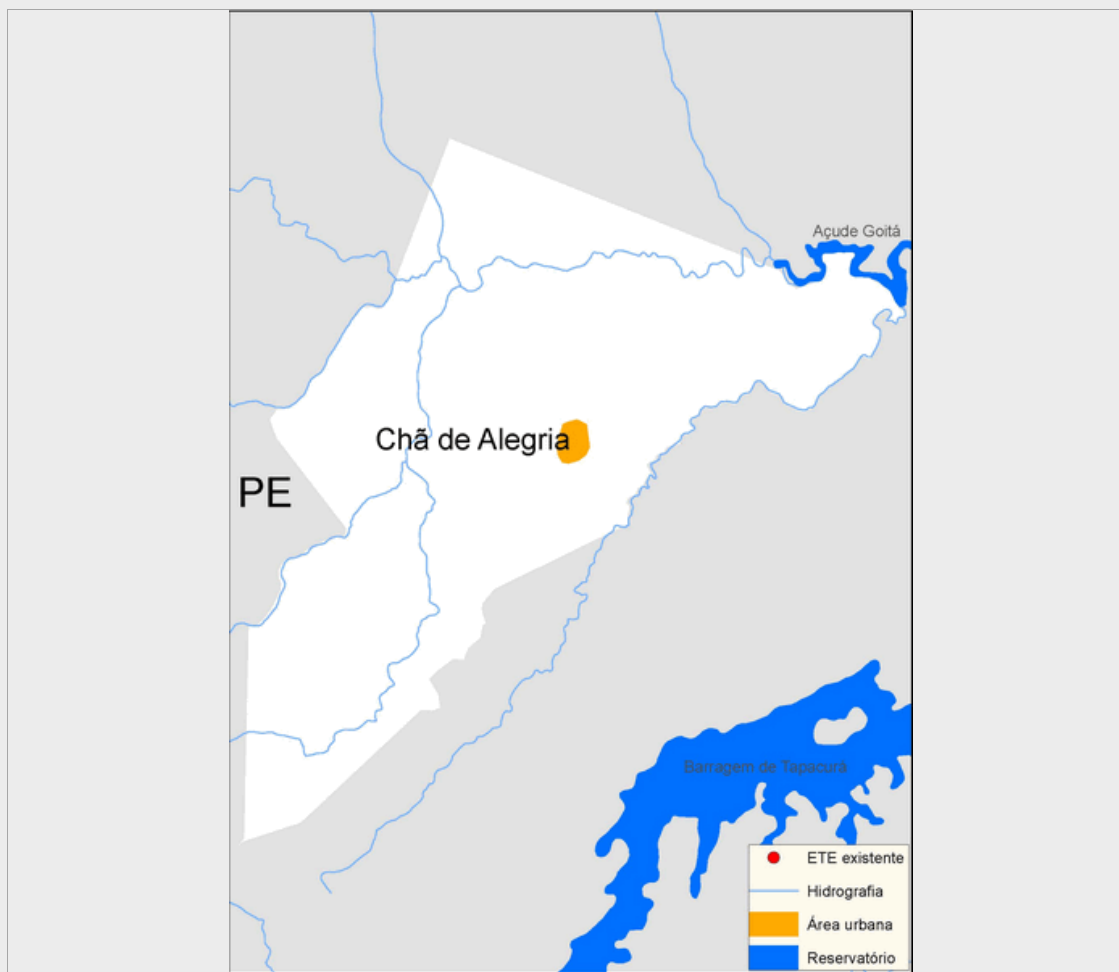 Açude Goitá
Chã de Alegria
PE
Barragem de Tapacurá
ETE existente
Hidrografia
Área urbana
Reservatório